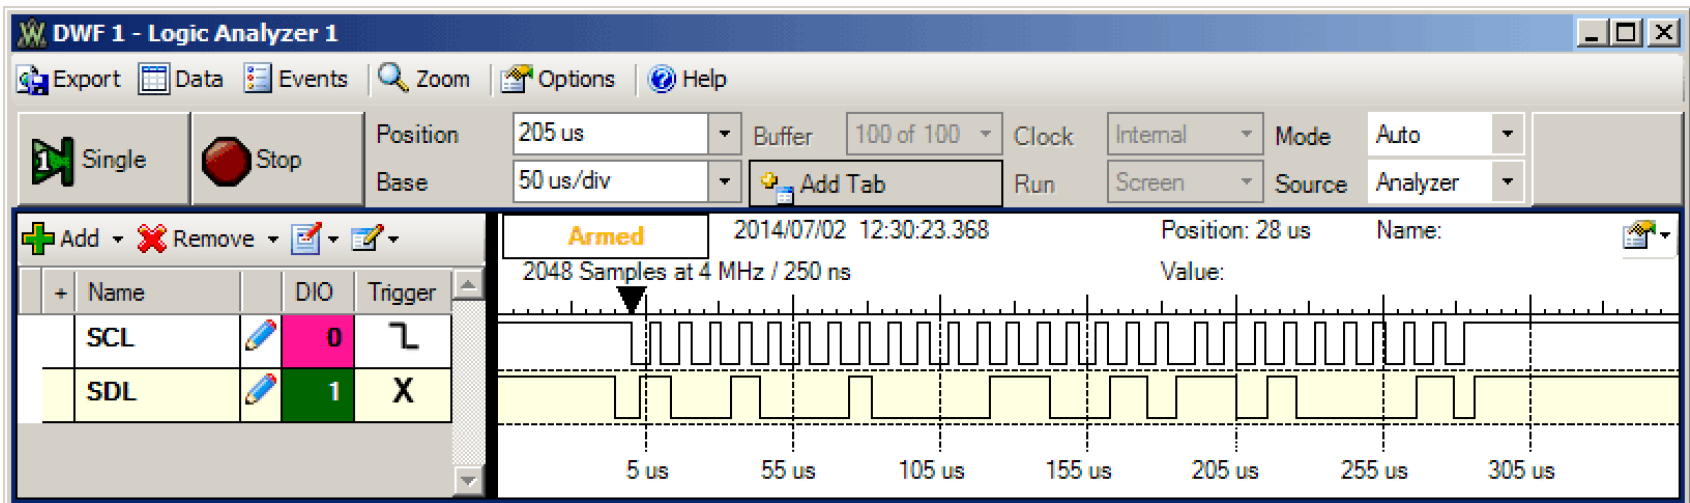 DWF 1 - Logic Analyzer 1
Export Data Events Zoom Options Help
Single Stop Position 205 us Buffer 100 of 100 Clock Internal Mode Auto
Base 50 us/div Add Tab Run Screen Source Analyzer
Add Remove Armed 2014/07/02 12:30:23.368 Position: 28 us Name:
2048 Samples at 4 MHz / 250 ns Value:
+ Name DIO Trigger
SCL 0
SDL 1 X
5 us 55 us 105 us 155 us 205 us 255 us 305 us